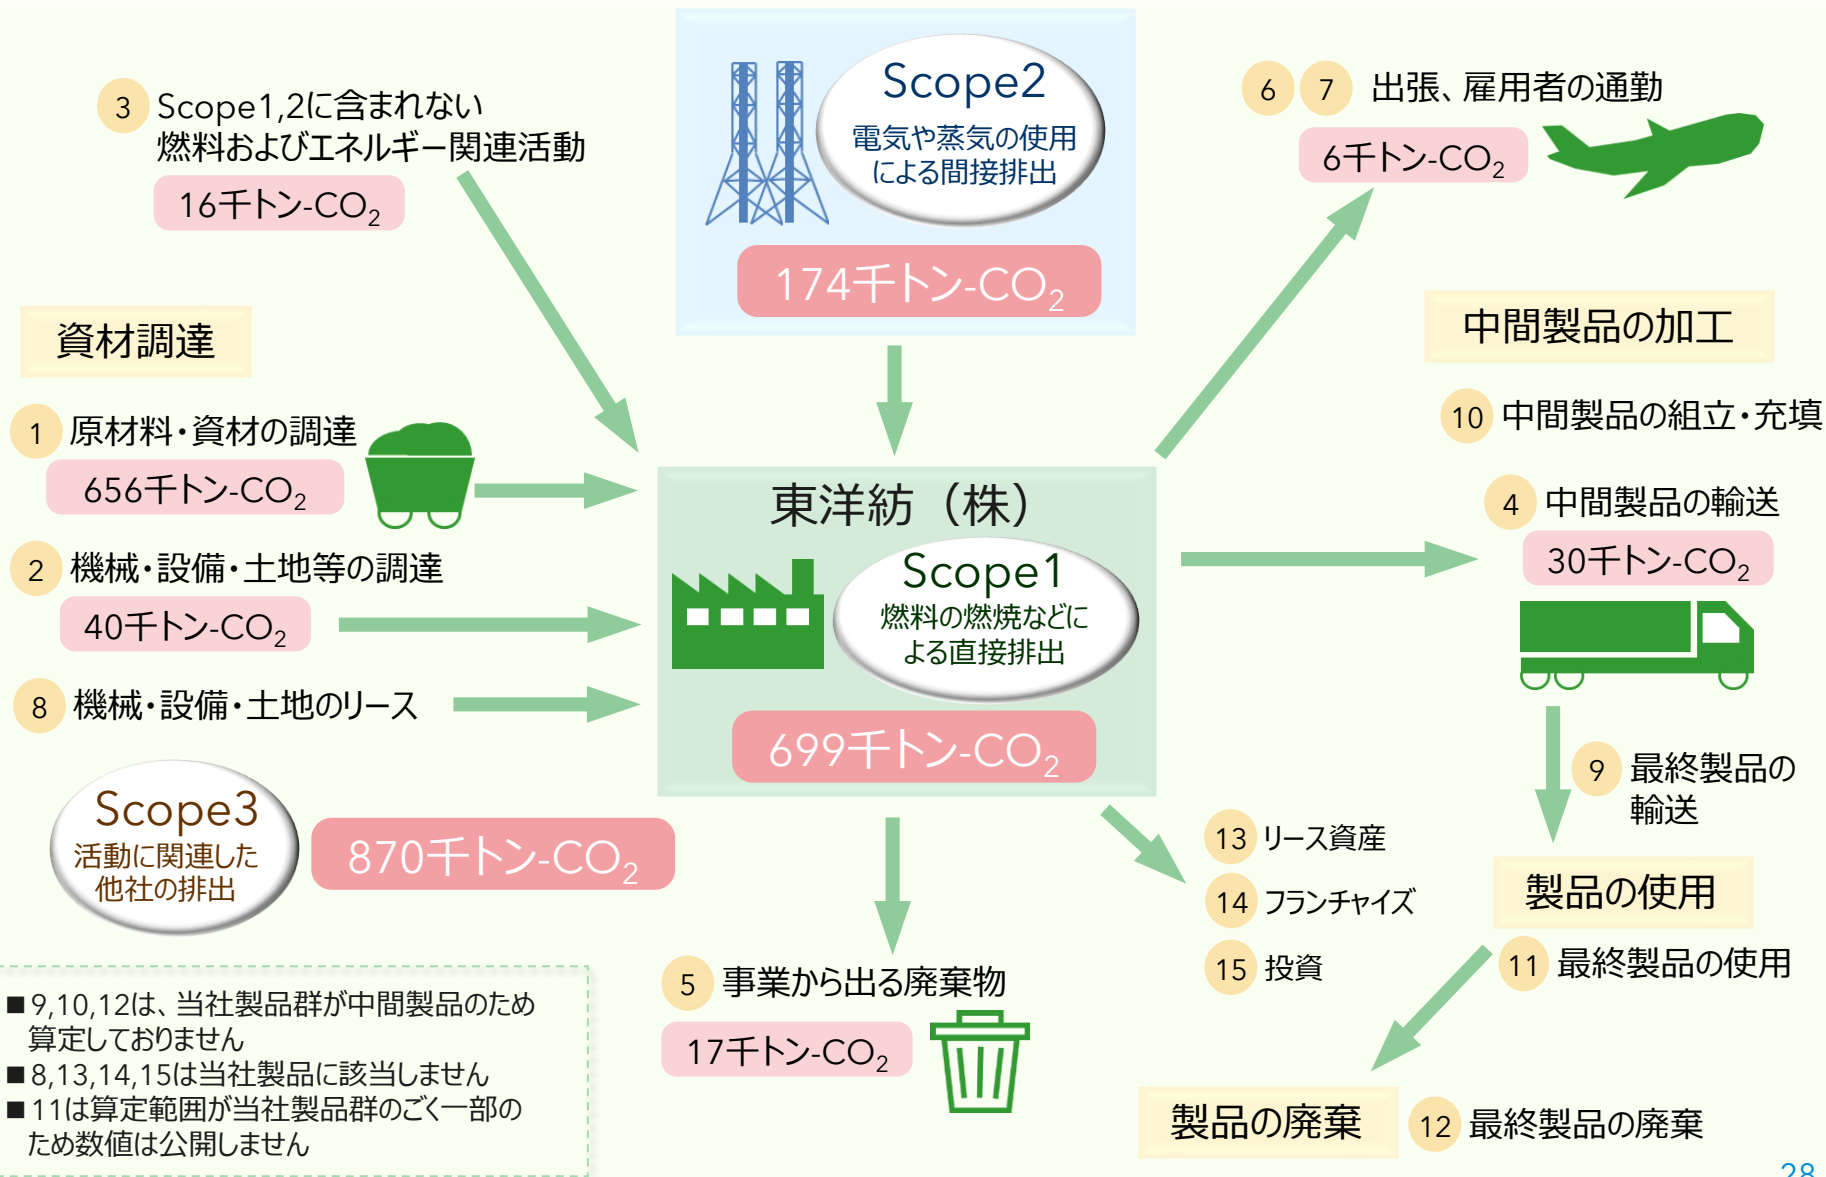 3 Scope1,2に含まれない
燃料およびエネルギー関連活動
16千トン-CO2
Scope2
電気や蒸気の使用
による間接排出
174千トン-CO2
6 7 出張、雇用者の通勤
6千トン-CO2
資材調達
1 原材料・資材の調達
656千トン-CO2
2 機械・設備・土地等の調達
40千トン-CO2
8 機械・設備・土地のリース
東洋紡（株）
Scope1
燃料の燃焼などに
よる直接排出
699千トン-CO2
中間製品の加工
10 中間製品の組立・充填
4 中間製品の輸送
30千トン-CO2
9 最終製品の
輸送
Scope3
活動に関連した
他社の排出
870千トン-CO2
13 リース資産
14 フランチャイズ
15 投資
製品の使用
11 最終製品の使用
5 事業から出る廃棄物
17千トン-CO2
製品の廃棄
12 最終製品の廃棄
■9,10,12は、当社製品群が中間製品のため
算定しておりません
■8,13,14,15は当社製品に該当しません
■11は算定範囲が当社製品群のごく一部の
ため数値は公開しません
28